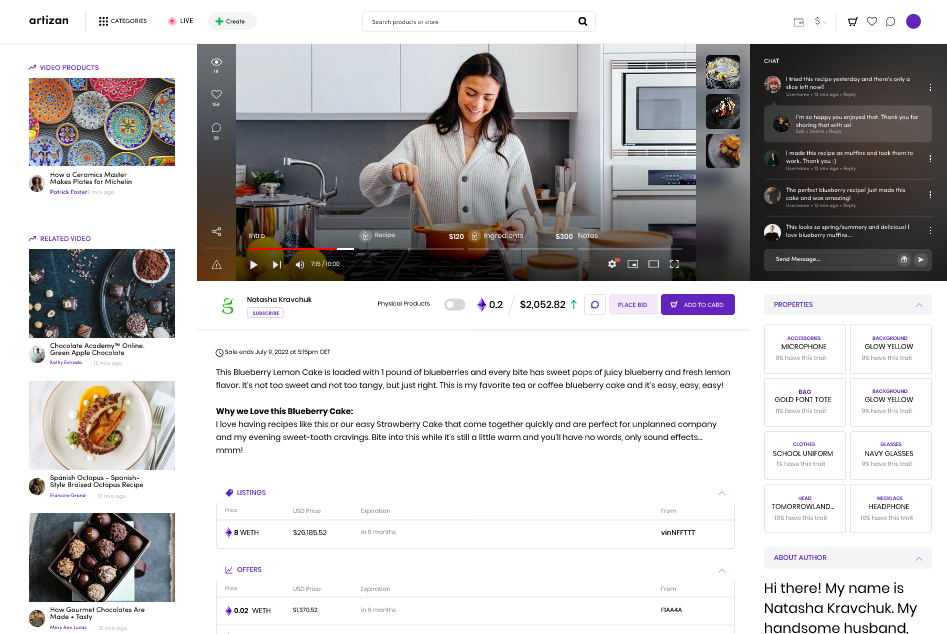 artizan
CATEGORIES
LIVE
Create
Search products or store
$
VIDEO PRODUCTS
How a Ceramics Master
Makes Plates for Michelin
Patrick Foster
12 min ago
RELATED VIDEO
Chocolate Academy™ Online.
Green Apple Chocolate
Kathy Estrada
12 min ago
Spanish Octopus - Spanish-
Style Braised Octopus Recipe
Francine Grand
12 min ago
How Gourmet Chocolates Are
Made • Tasty
Mary Ann Lucas
12 min ago
19
154
36
Intro
Recipe
$120
Ingredients
$300
Notes
7:15 / 10:00
CHAT
I tried this recipe yesterday and there's only a
slice left now!!
Username • 12 min ago • Reply
I'm so happy you enjoyed that. Thank you for
sharing that with us!
Edit • Delete • Reply
I made this recipe as muffins and took them to
work. Thank you :)
Username • 12 min ago • Reply
The perfect blueberry recipe! Just made this
cake and was amazing!
Username • 12 min ago • Reply
This looks so spring/summery and delicious! I
love blueberry muffins...
Send Message...
Natasha Kravchuk
SUBSCRIBE
Physical Products
0.2
$2,052.82
PLACE BID
ADD TO CARD
Sale ends July 9, 2022 at 5:15pm CET
This Blueberry Lemon Cake is loaded with 1 pound of blueberries and every bite has sweet pops of juicy blueberry and fresh lemon
flavor. It's not too sweet and not too tangy, but just right. This is my favorite tea or coffee blueberry cake and it's easy, easy, easy!
Why we Love this Blueberry Cake:
I love having recipes like this or our easy Strawberry Cake that come together quickly and are perfect for unplanned company
and my evening sweet-tooth cravings. Bite into this while it's still a little warm and you'll have no words, only sound effects...
mmm!
LISTINGS
Price
USD Price
Expiration
From
8 WETH
$26,185.52
in 6 months
vinNFFTTT
OFFERS
Price
USD Price
Expiration
From
0.02 WETH
$1,370.52
in 6 months
F1AA4A
PROPERTIES
ACCESSORIES
MICROPHONE
9% have this trait
BACKGROUND
GLOW YELLOW
9% have this trait
BAG
GOLD FONT TOTE
11% have this trait
BACKGROUND
GLOW YELLOW
9% have this trait
CLOTHES
SCHOOL UNIFORM
1% have this trait
GLASSES
NAVY GLASSES
9% have this trait
HEAD
TOMORROWLAND...
10% have this trait
NECKLACE
HEADPHONE
10% have this trait
ABOUT AUTHOR
Hi there! My name is
Natasha Kravchuk. My
handsome husband,